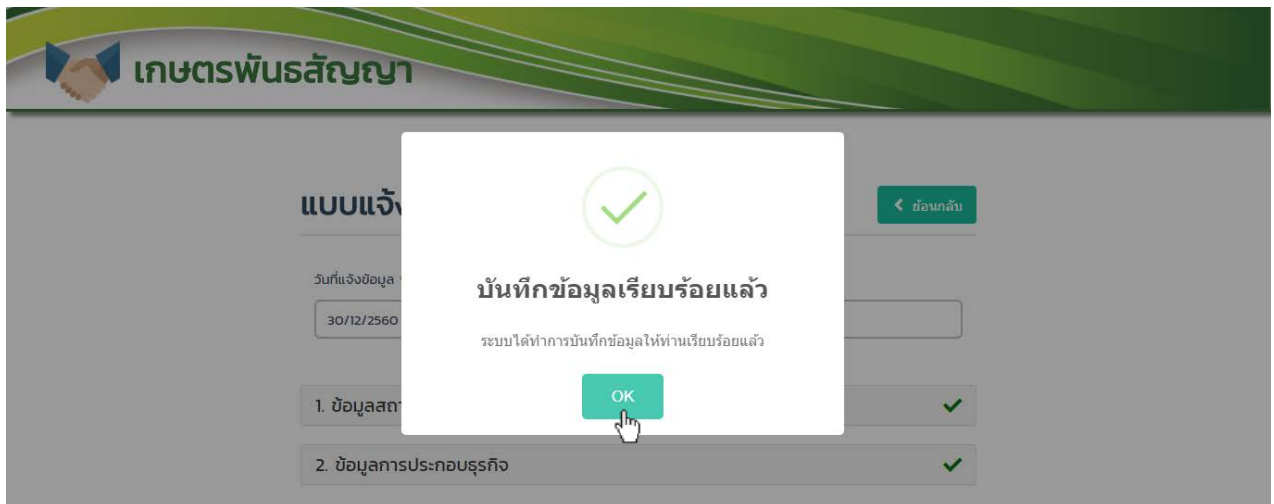 เกษตรพันธสัญญา
แบบแจ้ง
ย้อนกลับ
วันที่แจ้งข้อมูล
30/12/2560
บันทึกข้อมูลเรียบร้อยแล้ว
ระบบได้ทำการบันทึกข้อมูลให้ท่านเรียบร้อยแล้ว
OK
1. ข้อมูลสถา
2. ข้อมูลการประกอบธุรกิจ